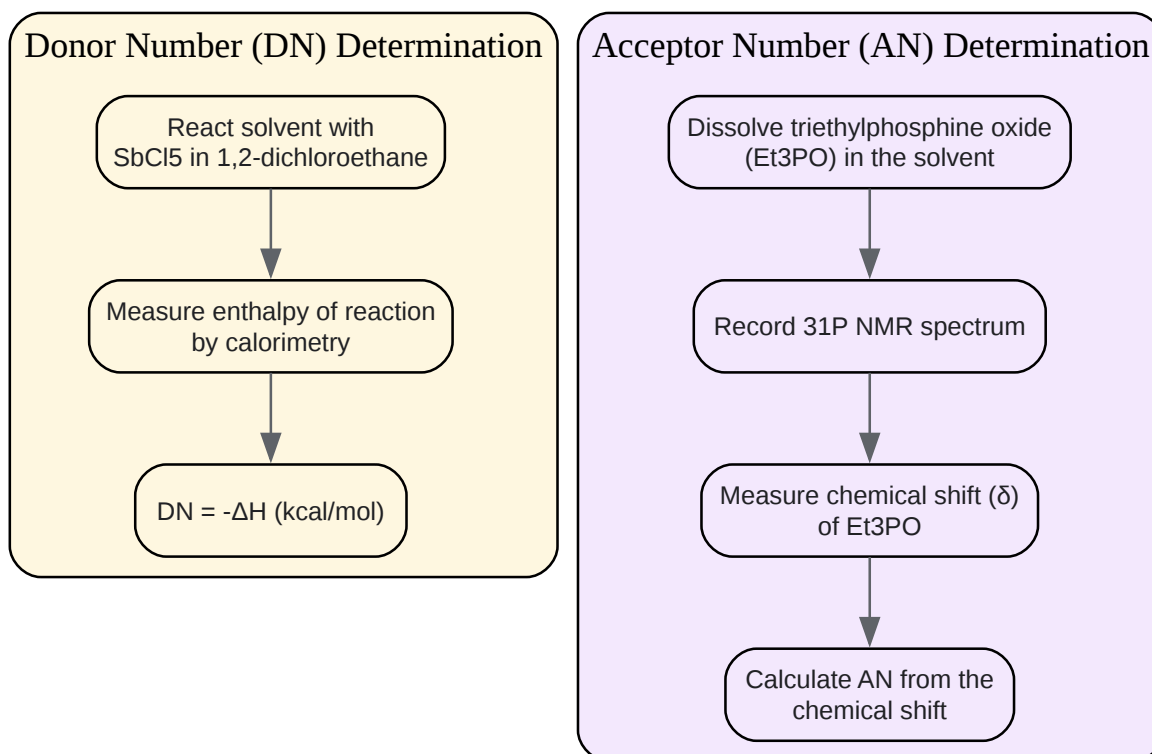 Donor Number (DN) Determination
React solvent with
SbCl5 in 1,2-dichloroethane
Measure enthalpy of reaction
by calorimetry
DN = -ΔH (kcal/mol)
Acceptor Number (AN) Determination
Dissolve triethylphosphine oxide
(Et3PO) in the solvent
Record 31P NMR spectrum
Measure chemical shift (δ)
of Et3PO
Calculate AN from the
chemical shift